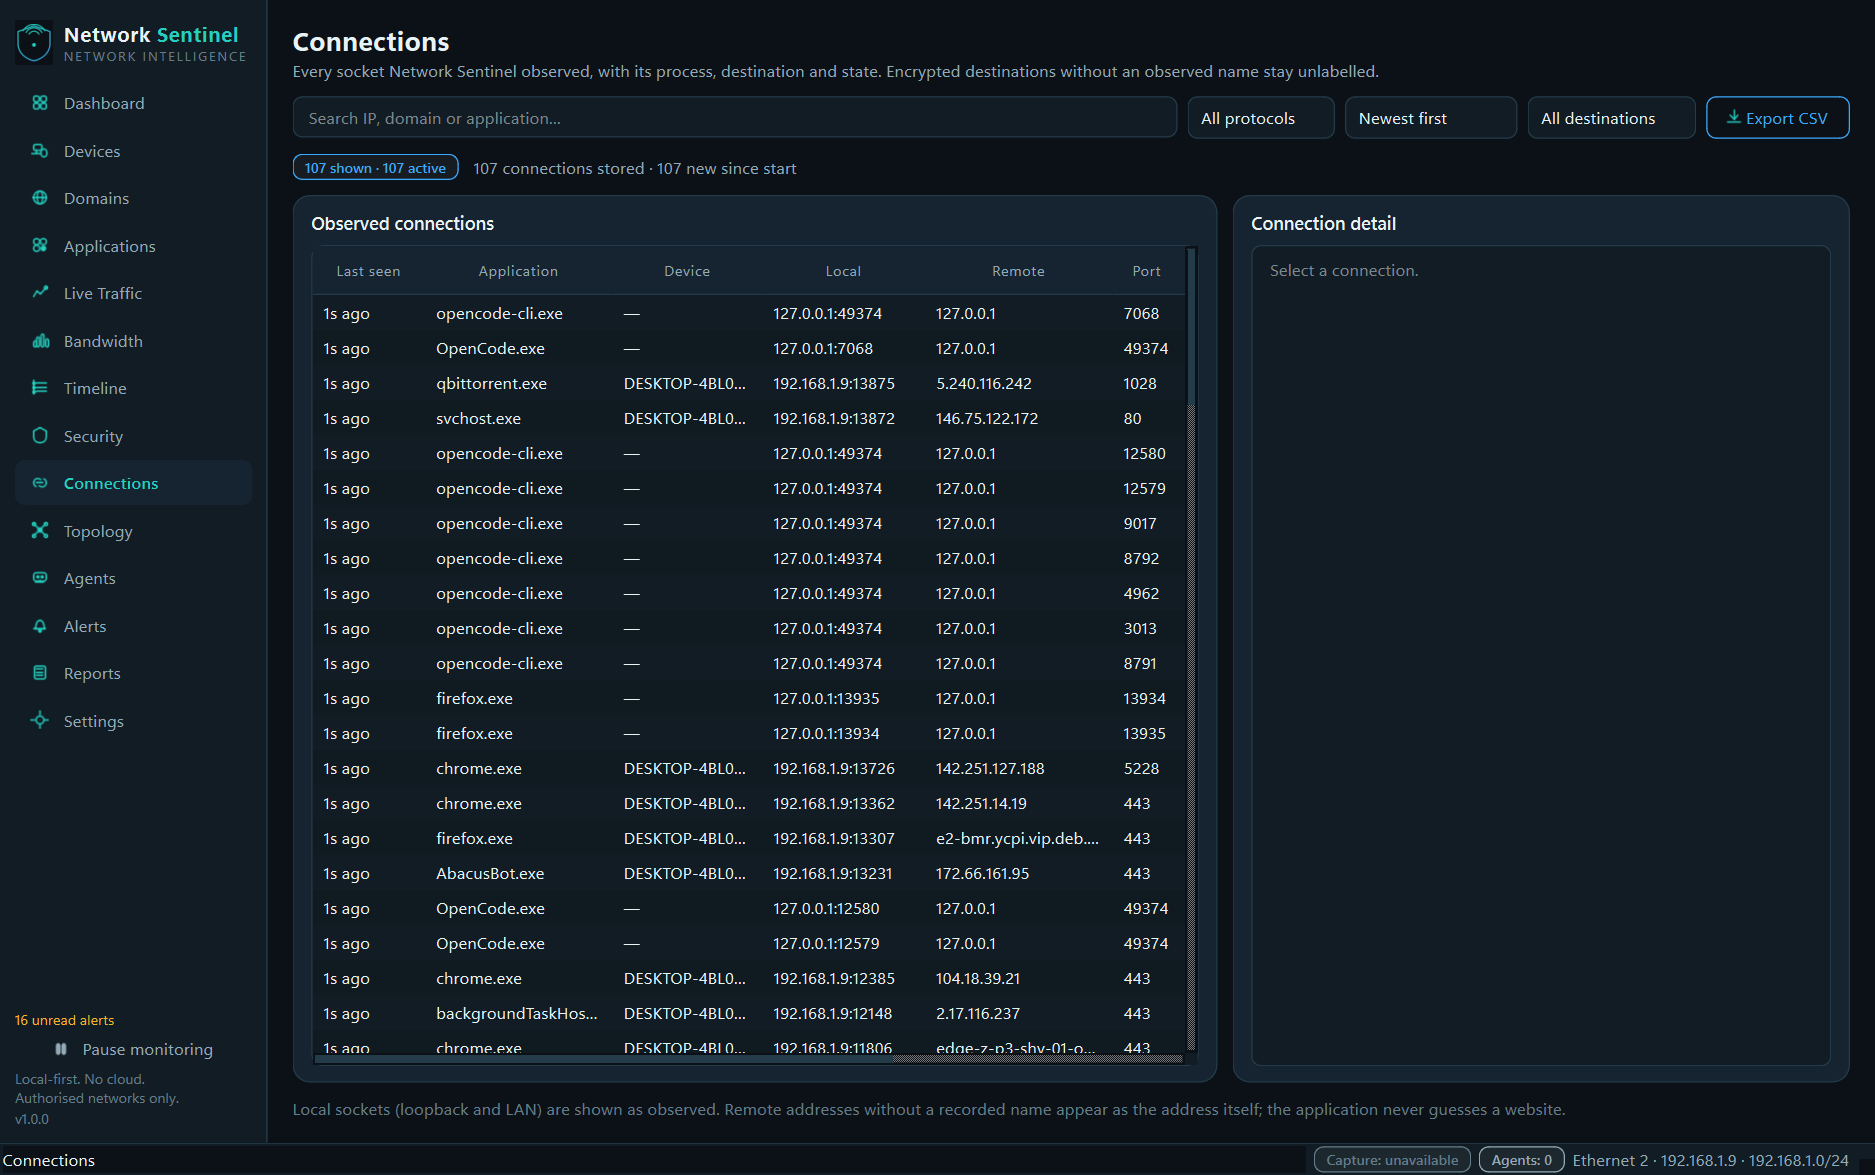 Network Sentinel
NETWORK INTELLIGENCE
Dashboard
Devices
Domains
Applications
Live Traffic
Bandwidth
Timeline
Security
Connections
Topology
Agents
Alerts
Reports
Settings
16 unread alerts
Pause monitoring
Local-first. No cloud.
Authorised networks only.
v1.0.0
Connections
Every socket Network Sentinel observed, with its process, destination and state. Encrypted destinations without an observed name stay unlabelled.
Search IP, domain or application... All protocols Newest first All destinations Export CSV
107 shown · 107 active 107 connections stored · 107 new since start
Observed connections
Last seen Application Device Local Remote Port
1s ago opencode-cli.exe — 127.0.0.1:49374 127.0.0.1 7068
1s ago OpenCode.exe — 127.0.0.1:7068 127.0.0.1 49374
1s ago qbittorrent.exe DESKTOP-4BL0... 192.168.1.9:13875 5.240.116.242 1028
1s ago svchost.exe DESKTOP-4BL0... 192.168.1.9:13872 146.75.122.172 80
1s ago opencode-cli.exe — 127.0.0.1:49374 127.0.0.1 12580
1s ago opencode-cli.exe — 127.0.0.1:49374 127.0.0.1 12579
1s ago opencode-cli.exe — 127.0.0.1:49374 127.0.0.1 9017
1s ago opencode-cli.exe — 127.0.0.1:49374 127.0.0.1 8792
1s ago opencode-cli.exe — 127.0.0.1:49374 127.0.0.1 4962
1s ago opencode-cli.exe — 127.0.0.1:49374 127.0.0.1 3013
1s ago opencode-cli.exe — 127.0.0.1:49374 127.0.0.1 8791
1s ago firefox.exe — 127.0.0.1:13935 127.0.0.1 13934
1s ago firefox.exe — 127.0.0.1:13934 127.0.0.1 13935
1s ago chrome.exe DESKTOP-4BL0... 192.168.1.9:13726 142.251.127.188 5228
1s ago chrome.exe DESKTOP-4BL0... 192.168.1.9:13362 142.251.14.19 443
1s ago firefox.exe DESKTOP-4BL0... 192.168.1.9:13307 e2-bmr.ycpi.vip.deb.... 443
1s ago AbacusBot.exe DESKTOP-4BL0... 192.168.1.9:13231 172.66.161.95 443
1s ago OpenCode.exe — 127.0.0.1:12580 127.0.0.1 49374
1s ago OpenCode.exe — 127.0.0.1:12579 127.0.0.1 49374
1s ago chrome.exe DESKTOP-4BL0... 192.168.1.9:12385 104.18.39.21 443
1s ago backgroundTaskHos... DESKTOP-4BL0... 192.168.1.9:12148 2.17.116.237 443
1s ago chrome.exe DESKTOP-4BL0... 192.168.1.9:11806 edge-z-p3-shv-01-o... 443
Connection detail
Select a connection.
Local sockets (loopback and LAN) are shown as observed. Remote addresses without a recorded name appear as the address itself; the application never guesses a website.
Connections
Capture: unavailable Agents: 0 Ethernet 2 · 192.168.1.9 · 192.168.1.0/24